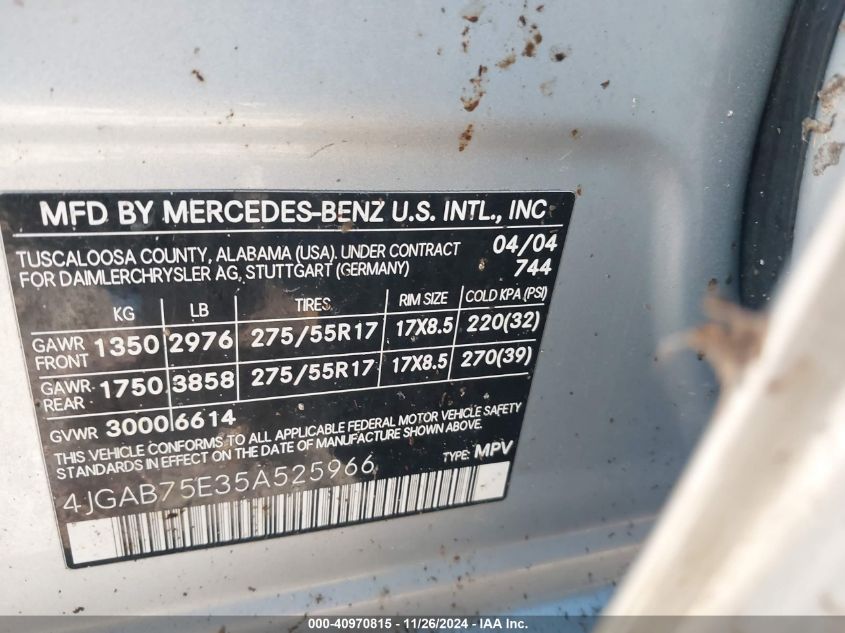 MFD BY MERCEDES-BENZ U.S. INTL., INC
TUSCALOOSA COUNTY, ALABAMA (USA). UNDER CONTRACT 04/04
FOR DAIMLERCHRYSLER AG, STUTTGART (GERMANY) 744
KG LB TIRES RIM SIZE COLD KPA (PSI)
GAWR FRONT 1350 2976 275/55R17 17X8.5 220(32)
GAWR REAR 1750 3858 275/55R17 17X8.5 270(39)
GVWR 3000 6614
THIS VEHICLE CONFORMS TO ALL APPLICABLE FEDERAL MOTOR VEHICLE SAFETY
STANDARDS IN EFFECT ON THE DATE OF MANUFACTURE SHOWN ABOVE.
TYPE: MPV
4JGAB75E35A525966
000-40970815 - 11/26/2024 - IAA Inc.